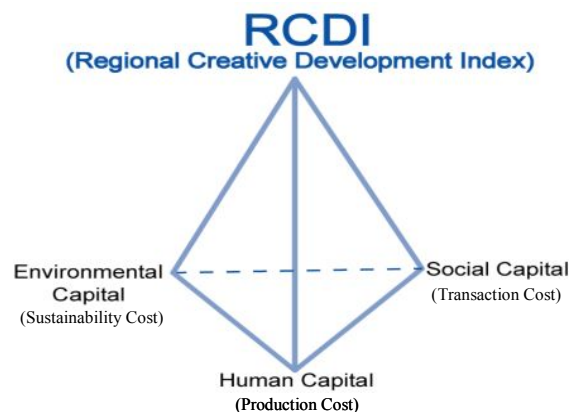 RCDI
(Regional Creative Development Index)
Environmental
Capital
(Sustainability Cost)
Social Capital
(Transaction Cost)
Human Capital
(Production Cost)